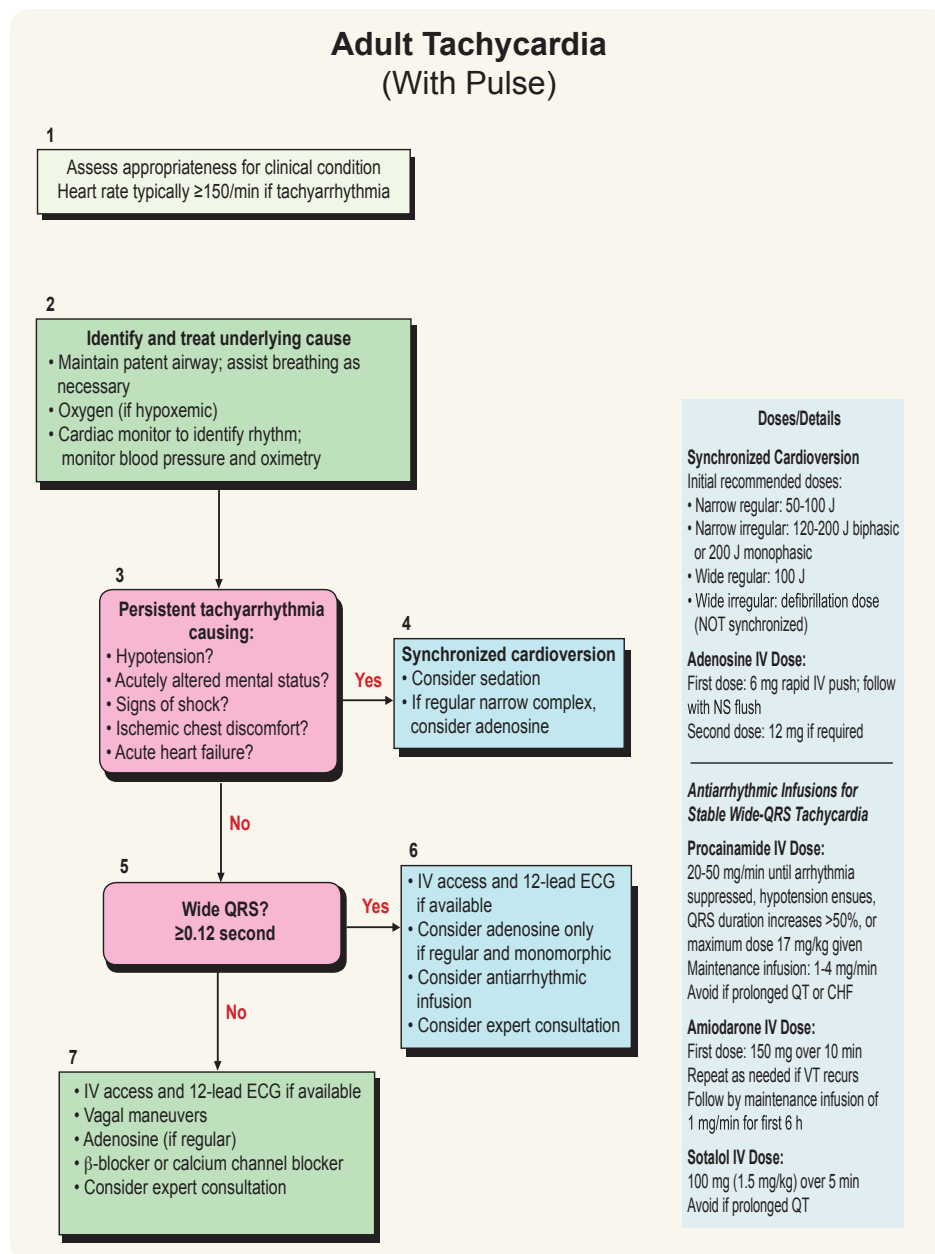 Adult Tachycardia
(With Pulse)
1
Assess appropriateness for clinical condition
Heart rate typically ≥150/min if tachyarrhythmia
2
Identify and treat underlying cause
• Maintain patent airway; assist breathing as
necessary
• Oxygen (if hypoxemic)
• Cardiac monitor to identify rhythm;
monitor blood pressure and oximetry
3
Persistent tachyarrhythmia
causing:
• Hypotension?
• Acutely altered mental status?
• Signs of shock?
• Ischemic chest discomfort?
• Acute heart failure?
Yes
4
Synchronized cardioversion
• Consider sedation
• If regular narrow complex,
consider adenosine
No
5
Wide QRS?
≥0.12 second
Yes
6
• IV access and 12-lead ECG
if available
• Consider adenosine only
if regular and monomorphic
• Consider antiarrhythmic
infusion
• Consider expert consultation
No
7
• IV access and 12-lead ECG if available
• Vagal maneuvers
• Adenosine (if regular)
• β-blocker or calcium channel blocker
• Consider expert consultation
Doses/Details
Synchronized Cardioversion
Initial recommended doses:
• Narrow regular: 50-100 J
• Narrow irregular: 120-200 J biphasic
or 200 J monophasic
• Wide regular: 100 J
• Wide irregular: defibrillation dose
(NOT synchronized)
Adenosine IV Dose:
First dose: 6 mg rapid IV push; follow
with NS flush
Second dose: 12 mg if required
Antiarrhythmic Infusions for
Stable Wide-QRS Tachycardia
Procainamide IV Dose:
20-50 mg/min until arrhythmia
suppressed, hypotension ensues,
QRS duration increases >50%, or
maximum dose 17 mg/kg given
Maintenance infusion: 1-4 mg/min
Avoid if prolonged QT or CHF
Amiodarone IV Dose:
First dose: 150 mg over 10 min
Repeat as needed if VT recurs
Follow by maintenance infusion of
1 mg/min for first 6 h
Sotalol IV Dose:
100 mg (1.5 mg/kg) over 5 min
Avoid if prolonged QT